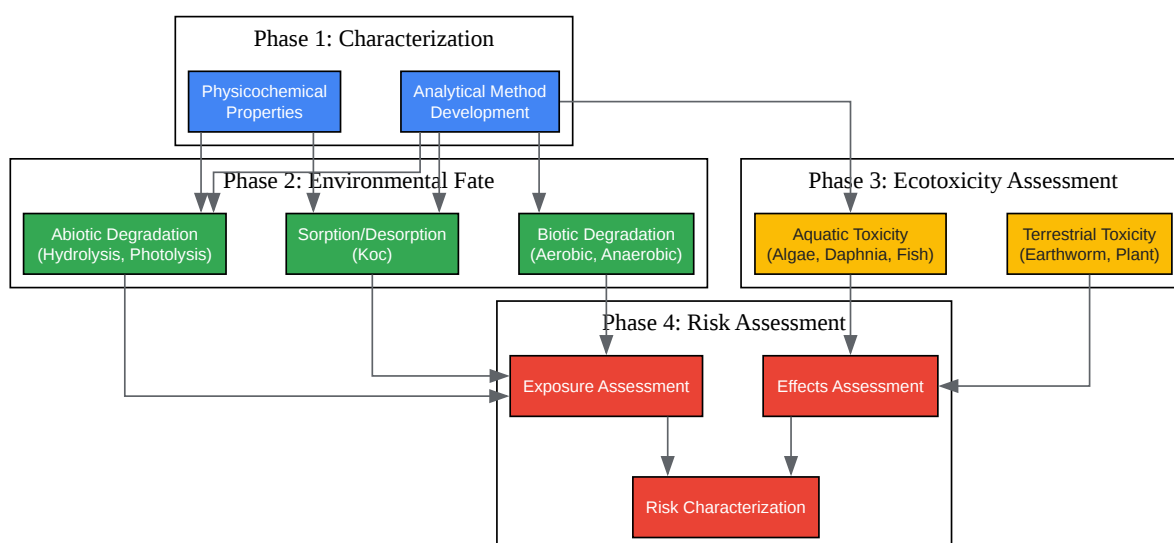 Phase 1: Characterization
Physicochemical
Properties
Analytical Method
Development
Phase 2: Environmental Fate
Abiotic Degradation
(Hydrolysis, Photolysis)
Sorption/Desorption
(Koc)
Biotic Degradation
(Aerobic, Anaerobic)
Phase 3: Ecotoxicity Assessment
Aquatic Toxicity
(Algae, Daphnia, Fish)
Terrestrial Toxicity
(Earthworm, Plant)
Phase 4: Risk Assessment
Exposure Assessment
Effects Assessment
Risk Characterization